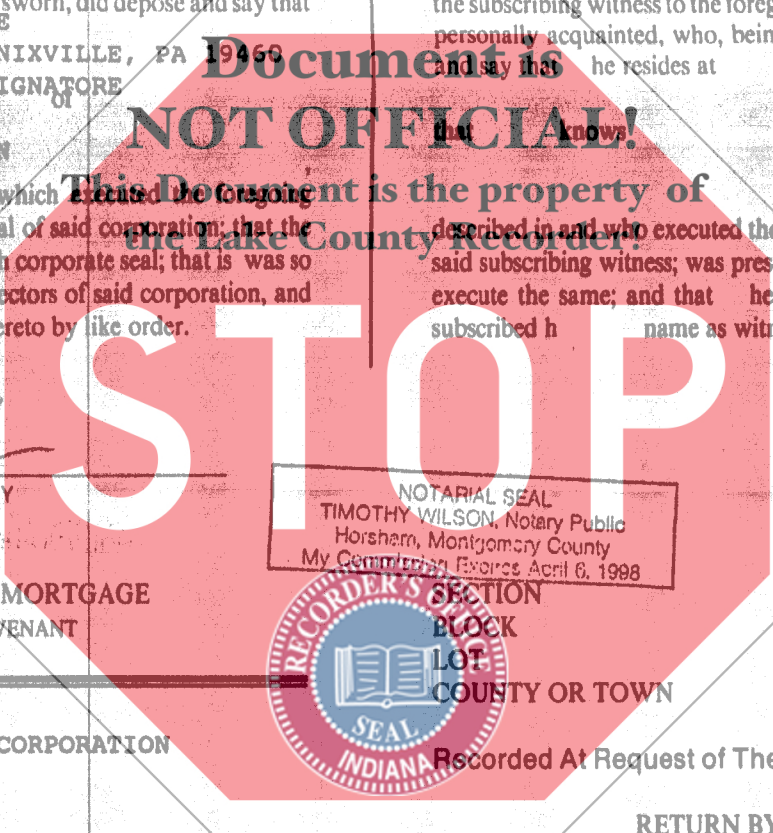 sworn, did depose and say that
NIXVILLE, PA 19460
IGNATORE
of
which executed the foregoing
al of said corporation; that the
corporate seal; that is was so
ectors of said corporation, and
ereto by like order.
the subscribing witness to the foreg
personally acquainted, who, bein
and say that he resides at
that knows
described in and who executed the
said subscribing witness; was pres
execute the same; and that he
subscribed h name as witn
Document is
NOT OFFICIAL!
This Document is the property of
the Lake County Recorder!
STOP
Y
NOTARIAL SEAL
TIMOTHY WILSON, Notary Public
Horsham, Montgomery County
My Commission Expires April 6, 1998
MORTGAGE
VENANT
CORPORATION
SECTION
BLOCK
LOT
COUNTY OR TOWN
RECORDER'S
SEAL
INDIANA
Recorded At Request of The
RETURN BY